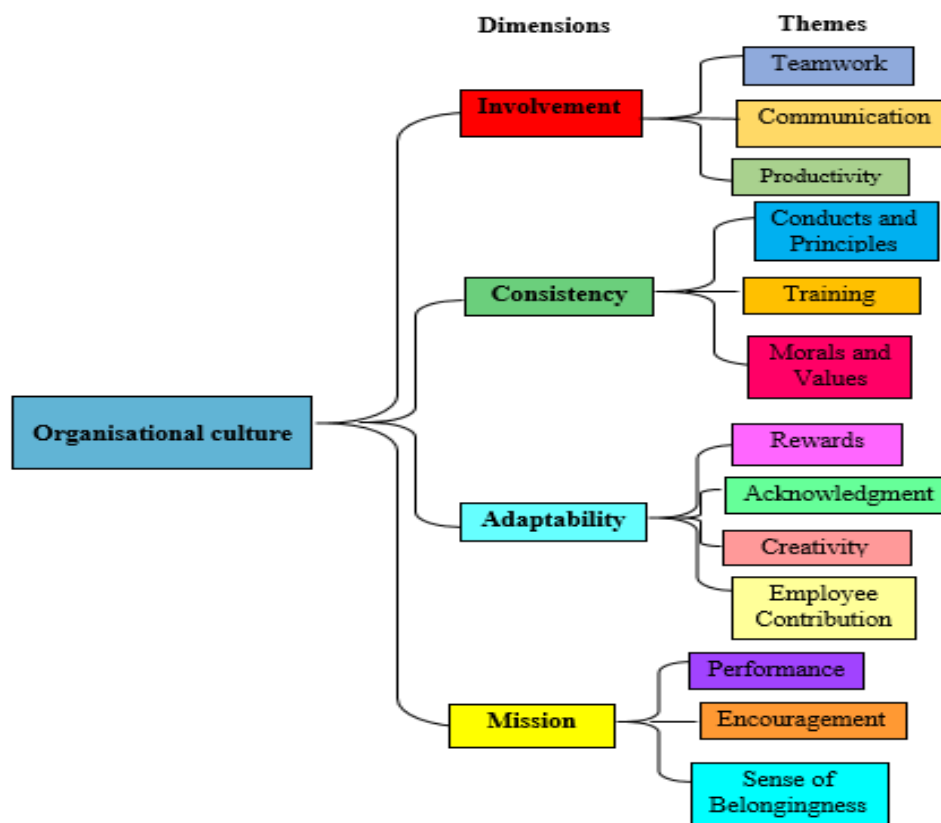 Dimensions
Themes
Involvement
Teamwork
Communication
Productivity
Consistency
Conducts and
Principles
Training
Morals and
Values
Organisational culture
Adaptability
Rewards
Acknowledgment
Creativity
Employee
Contribution
Mission
Performance
Encouragement
Sense of
Belongingness